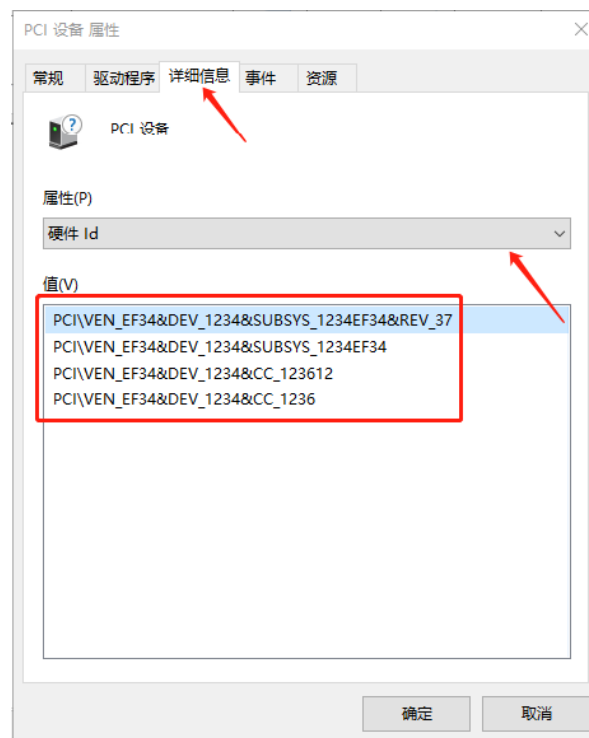 PCI 设备 属性
常规 驱动程序 详细信息 事件 资源
PCI 设备
属性(P)
硬件 Id
值(V)
PCI\VEN_EF34&DEV_1234&SUBSYS_1234EF34&REV_37
PCI\VEN_EF34&DEV_1234&SUBSYS_1234EF34
PCI\VEN_EF34&DEV_1234&CC_123612
PCI\VEN_EF34&DEV_1234&CC_1236
确定 取消